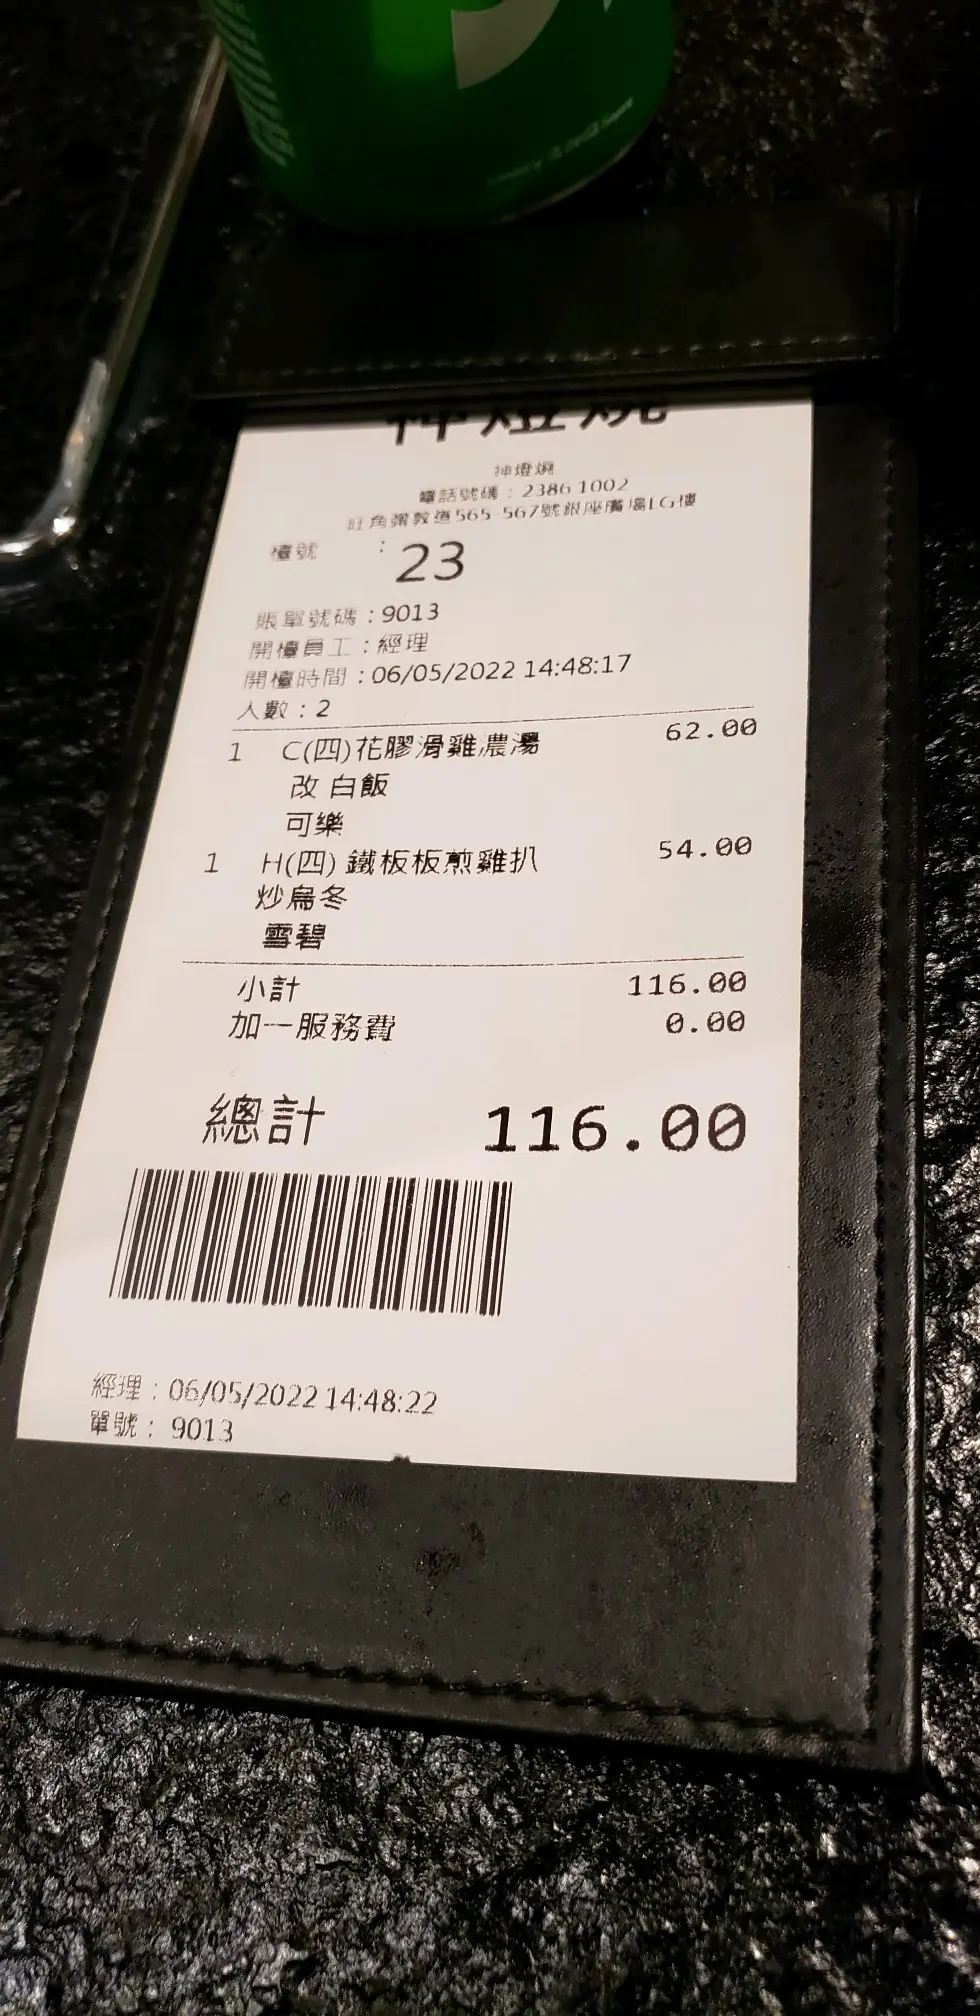 神燈燒
神燈燒
電話號碼：2386 1002
旺角彌敦道565-567號銀座廣場LG樓
檯號 : 23
賬單號碼：9013
開檯員工：經理
開檯時間：06/05/2022 14:48:17
人數：2
1 C(四)花膠滑雞濃湯 62.00
改 白飯
可樂
1 H(四) 鐵板板煎雞扒 54.00
炒烏冬
雪碧
小計 116.00
加一服務費 0.00
總計 116.00
經理：06/05/2022 14:48:22
單號：9013